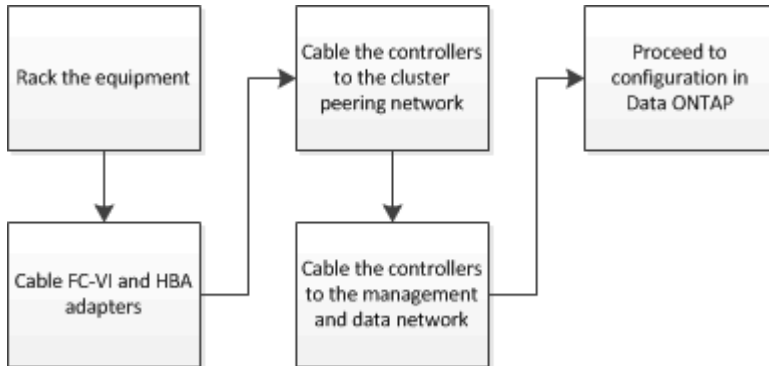 Rack the equipment
Cable FC-VI and HBA
adapters
Cable the controllers
to the cluster
peering network
Cable the controllers
to the management
and data network
Proceed to
configuration in
Data ONTAP